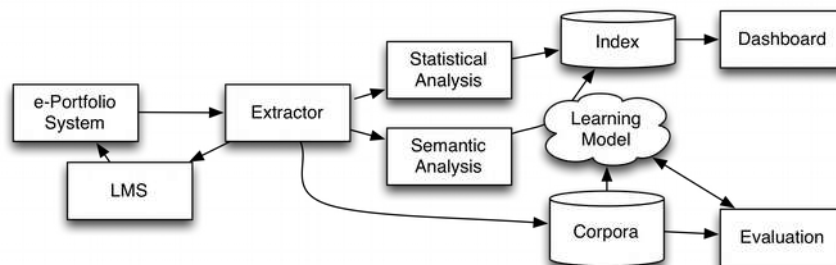 e-Portfolio
System
LMS
Extractor
Statistical
Analysis
Semantic
Analysis
Index
Learning
Model
Corpora
Dashboard
Evaluation